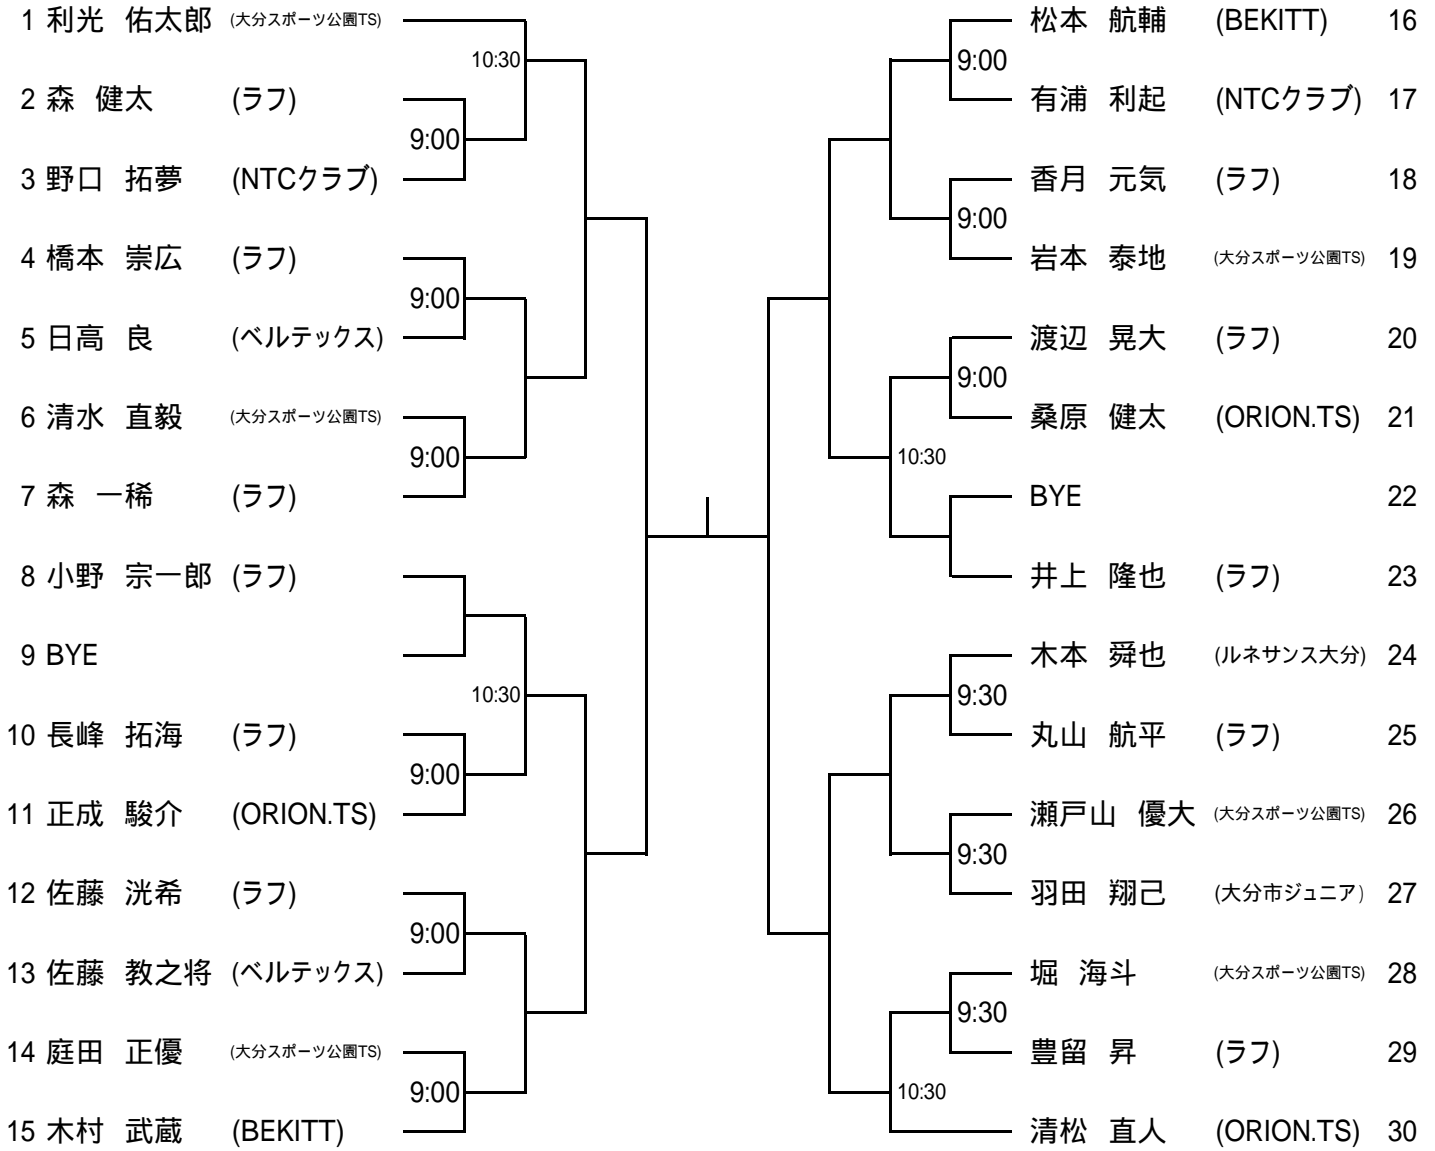 1 利光 佑太郎 (大分スポーツ公園TS)
10:30
2 森 健太 (ラフ)
9:00
3 野口 拓夢 (NTCクラブ)
4 橋本 崇広 (ラフ)
9:00
5 日高 良 (ベルテックス)
6 清水 直毅 (大分スポーツ公園TS)
9:00
7 森 一稀 (ラフ)
8 小野 宗一郎 (ラフ)
9 BYE
10:30
10 長峰 拓海 (ラフ)
9:00
11 正成 駿介 (ORION.TS)
12 佐藤 洸希 (ラフ)
9:00
13 佐藤 教之将 (ベルテックス)
14 庭田 正優 (大分スポーツ公園TS)
9:00
15 木村 武蔵 (BEKITT)
松本 航輔 (BEKITT) 16
9:00
有浦 利起 (NTCクラブ) 17
香月 元気 (ラフ) 18
9:00
岩本 泰地 (大分スポーツ公園TS) 19
渡辺 晃大 (ラフ) 20
9:00
桑原 健太 (ORION.TS) 21
10:30
BYE 22
井上 隆也 (ラフ) 23
木本 舜也 (ルネサンス大分) 24
9:30
丸山 航平 (ラフ) 25
瀬戸山 優大 (大分スポーツ公園TS) 26
9:30
羽田 翔己 (大分市ジュニア) 27
堀 海斗 (大分スポーツ公園TS) 28
9:30
豊留 昇 (ラフ) 29
10:30
清松 直人 (ORION.TS) 30